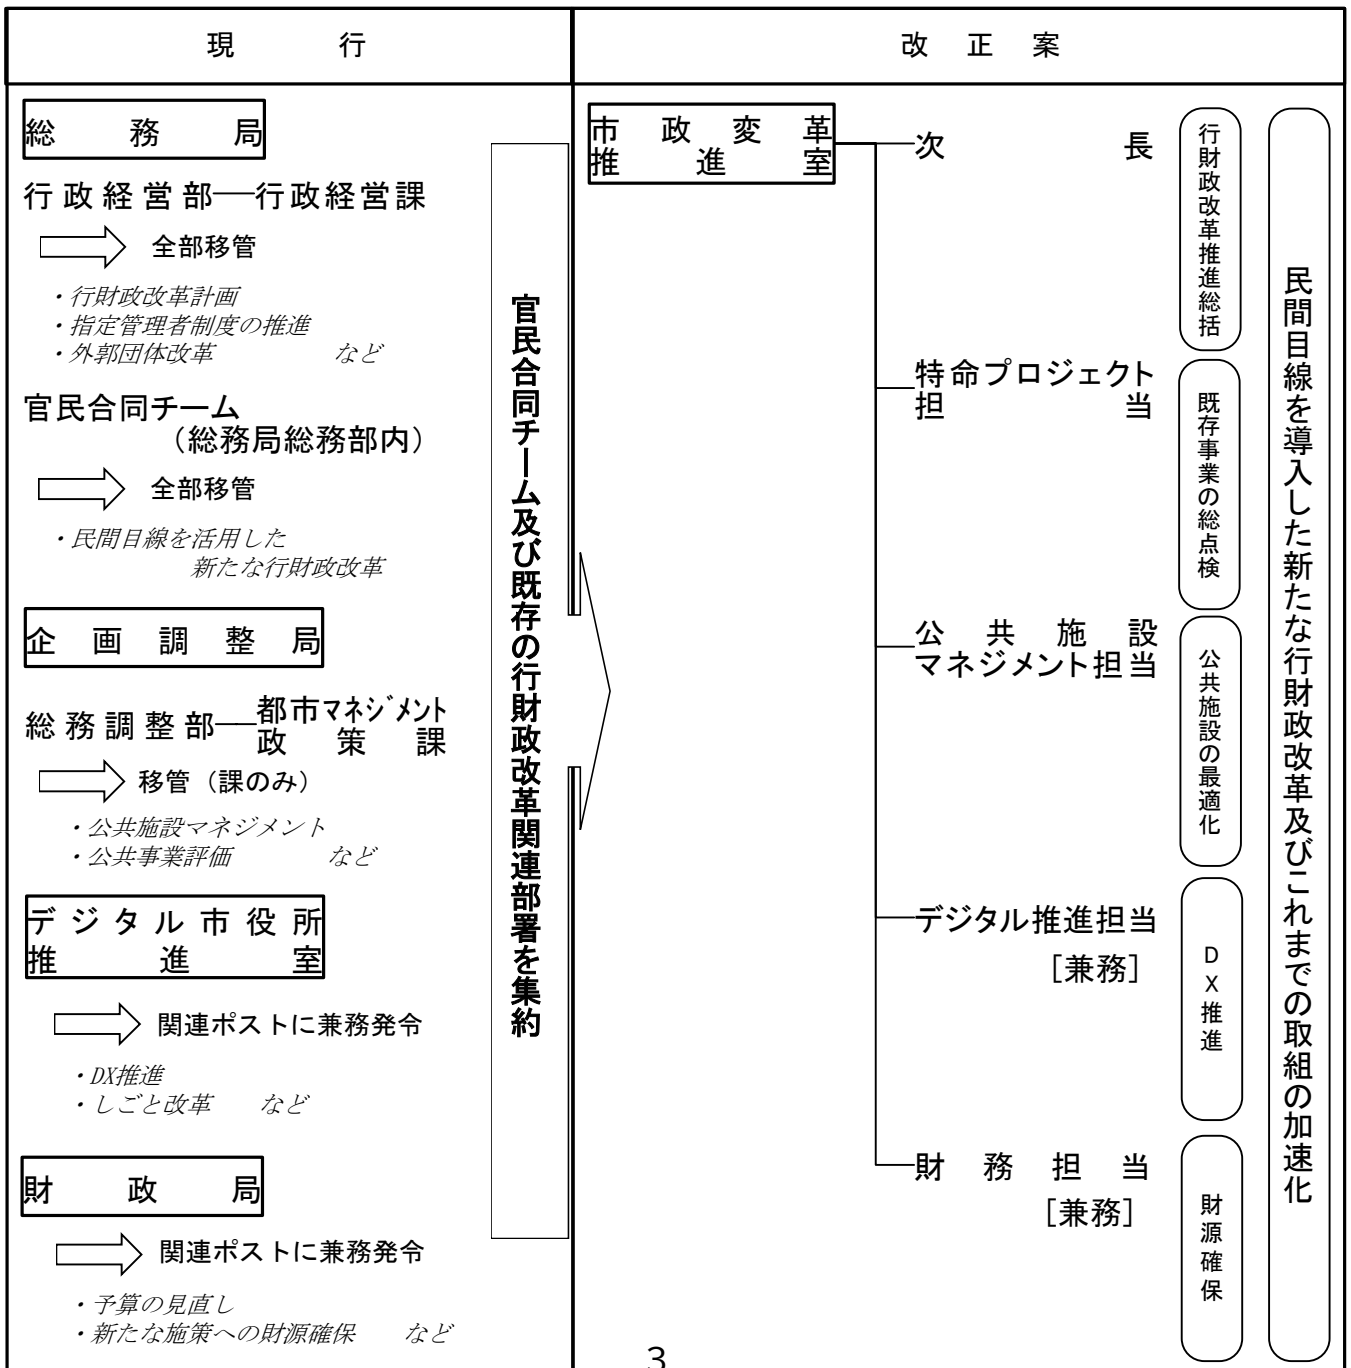 現行
改正案
総務局
行政経営部──行政経営課
全部移管
・行財政改革計画
・指定管理者制度の推進
・外郭団体改革 など
官民合同チーム
（総務局総務部内）
全部移管
・民間目線を活用した
新たな行財政改革
企画調整局
総務調整部──都市マネジメント
政策課
移管（課のみ）
・公共施設マネジメント
・公共事業評価 など
デジタル市役所
推進室
関連ポストに兼務発令
・DX推進
・しごと改革 など
財政局
関連ポストに兼務発令
・予算の見直し
・新たな施策への財源確保 など
官民合同チーム及び既存の行財政改革関連部署を集約
市政変革
推進室
次長
特命プロジェクト
担当
公共施設
マネジメント担当
デジタル推進担当
［兼務］
財務担当
［兼務］
行財政改革推進総括
既存事業の総点検
公共施設の最適化
DX推進
財源確保
民間目線を導入した新たな行財政改革及びこれまでの取組の加速化
3